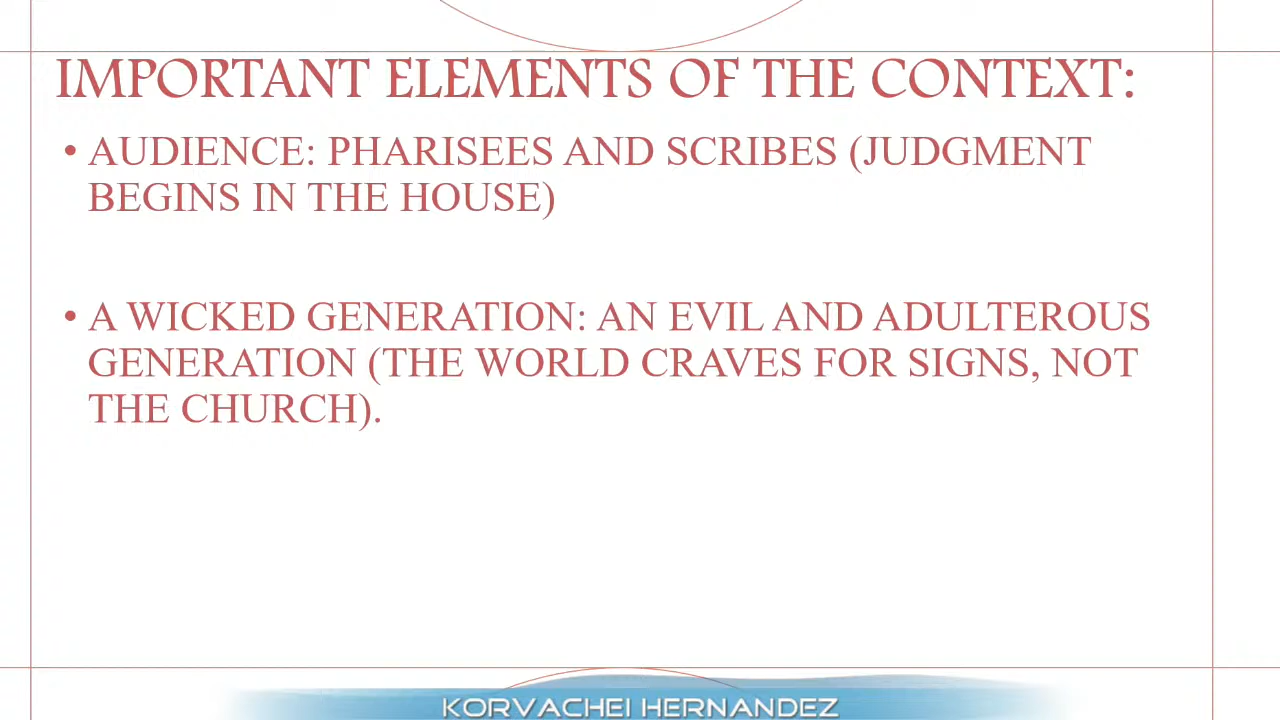 IMPORTANT ELEMENTS OF THE CONTEXT:
• AUDIENCE: PHARISEES AND SCRIBES (JUDGMENT
BEGINS IN THE HOUSE)
• A WICKED GENERATION: AN EVIL AND ADULTEROUS
GENERATION (THE WORLD CRAVES FOR SIGNS, NOT
THE CHURCH).
KORVACHEI HERNANDEZ